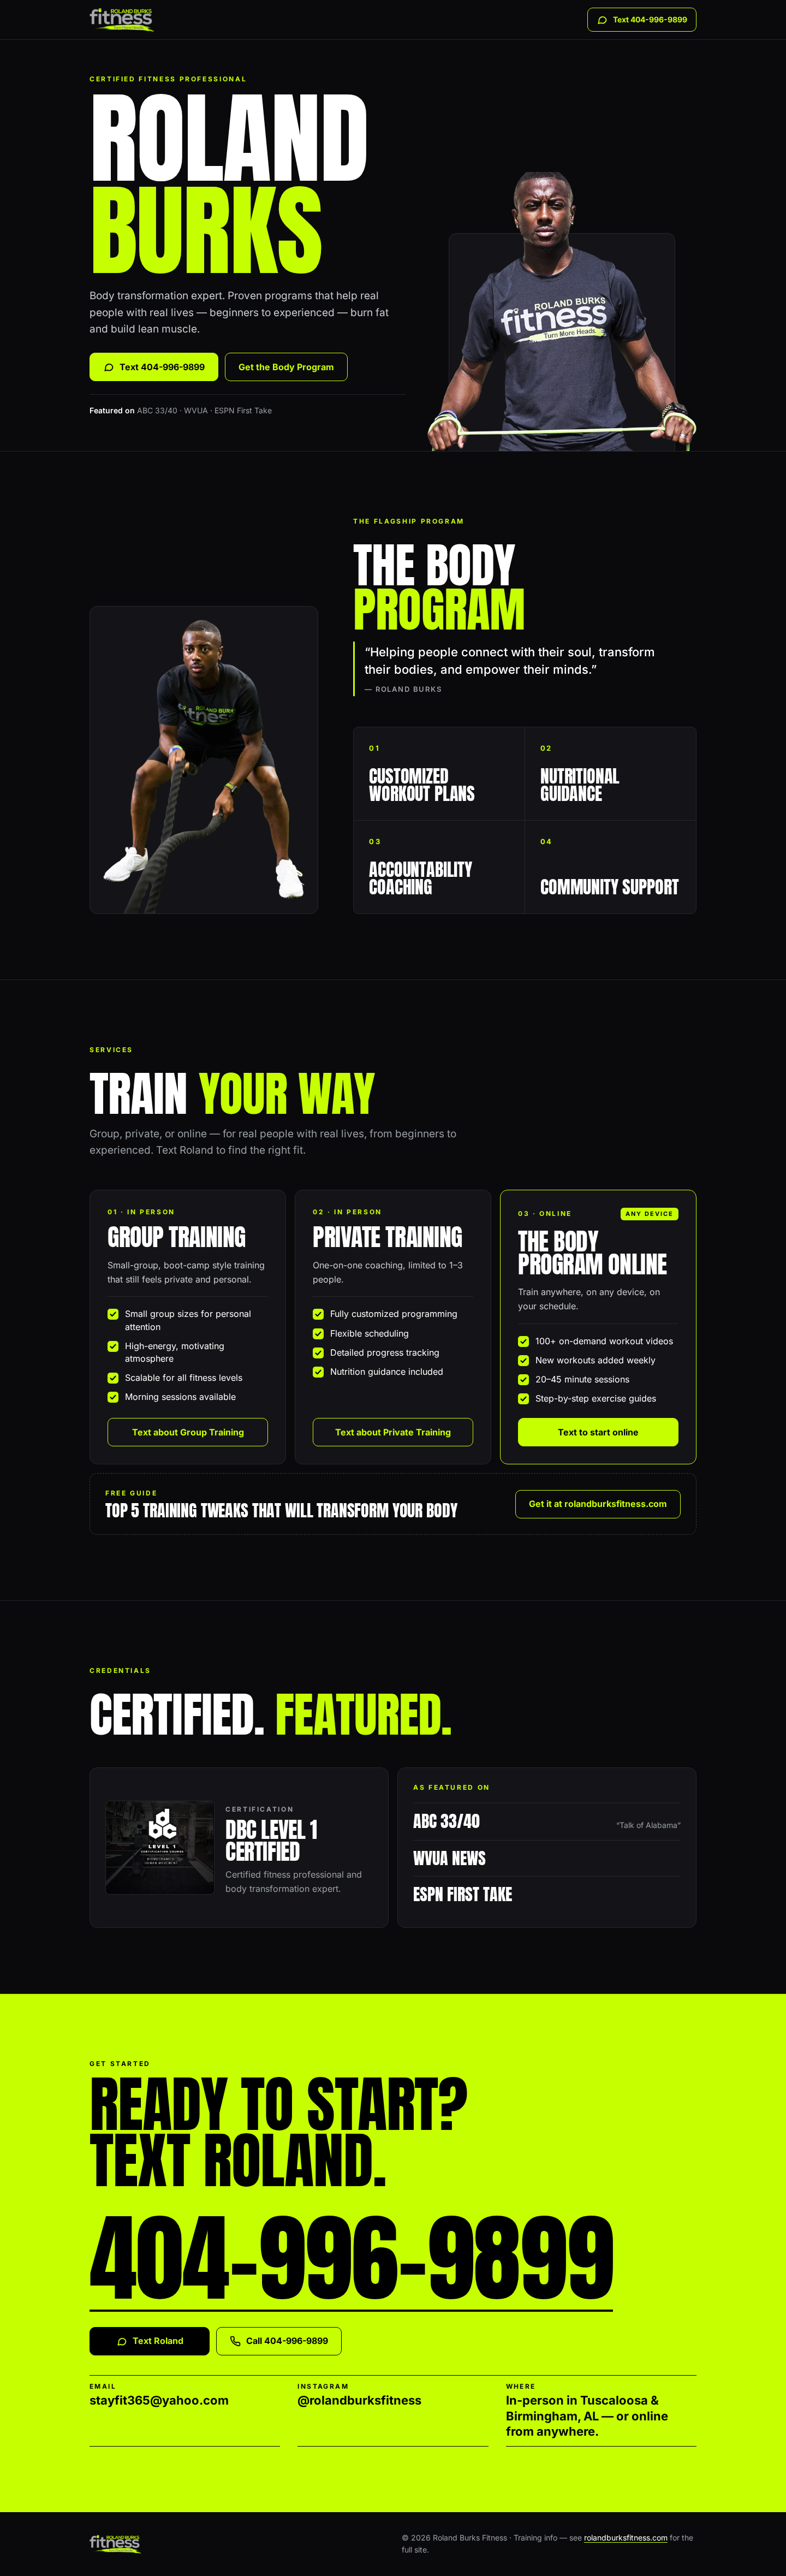 ROLAND BURKS
fitness
Text 404-996-9899
CERTIFIED FITNESS PROFESSIONAL
ROLAND
BURKS
Body transformation expert. Proven programs that help real
people with real lives — beginners to experienced — burn fat
and build lean muscle.
Text 404-996-9899
Get the Body Program
Featured on ABC 33/40 · WVUA · ESPN First Take
ROLAND BURKS
fitness
Turn More Heads
THE FLAGSHIP PROGRAM
THE BODY
PROGRAM
“Helping people connect with their soul, transform
their bodies, and empower their minds.”
— ROLAND BURKS
ROLAND BURK
fitness
01
CUSTOMIZED
WORKOUT PLANS
02
NUTRITIONAL
GUIDANCE
03
ACCOUNTABILITY
COACHING
04
COMMUNITY SUPPORT
SERVICES
TRAIN YOUR WAY
Group, private, or online — for real people with real lives, from beginners to
experienced. Text Roland to find the right fit.
01 · IN PERSON
GROUP TRAINING
Small-group, boot-camp style training
that still feels private and personal.
Small group sizes for personal
attention
High-energy, motivating
atmosphere
Scalable for all fitness levels
Morning sessions available
Text about Group Training
02 · IN PERSON
PRIVATE TRAINING
One-on-one coaching, limited to 1–3
people.
Fully customized programming
Flexible scheduling
Detailed progress tracking
Nutrition guidance included
Text about Private Training
03 · ONLINE
ANY DEVICE
THE BODY
PROGRAM ONLINE
Train anywhere, on any device, on
your schedule.
100+ on-demand workout videos
New workouts added weekly
20–45 minute sessions
Step-by-step exercise guides
Text to start online
FREE GUIDE
TOP 5 TRAINING TWEAKS THAT WILL TRANSFORM YOUR BODY
Get it at rolandburksfitness.com
CREDENTIALS
CERTIFIED. FEATURED.
dbc
LEVEL 1
CERTIFICATION COURSE
CERTIFICATION
DBC LEVEL 1
CERTIFIED
Certified fitness professional and
body transformation expert.
AS FEATURED ON
ABC 33/40
“Talk of Alabama”
WVUA NEWS
ESPN FIRST TAKE
GET STARTED
READY TO START?
TEXT ROLAND.
404-996-9899
Text Roland
Call 404-996-9899
EMAIL
stayfit365@yahoo.com
INSTAGRAM
@rolandburksfitness
WHERE
In-person in Tuscaloosa &
Birmingham, AL — or online
from anywhere.
ROLAND BURKS
fitness
© 2026 Roland Burks Fitness · Training info — see rolandburksfitness.com for the
full site.